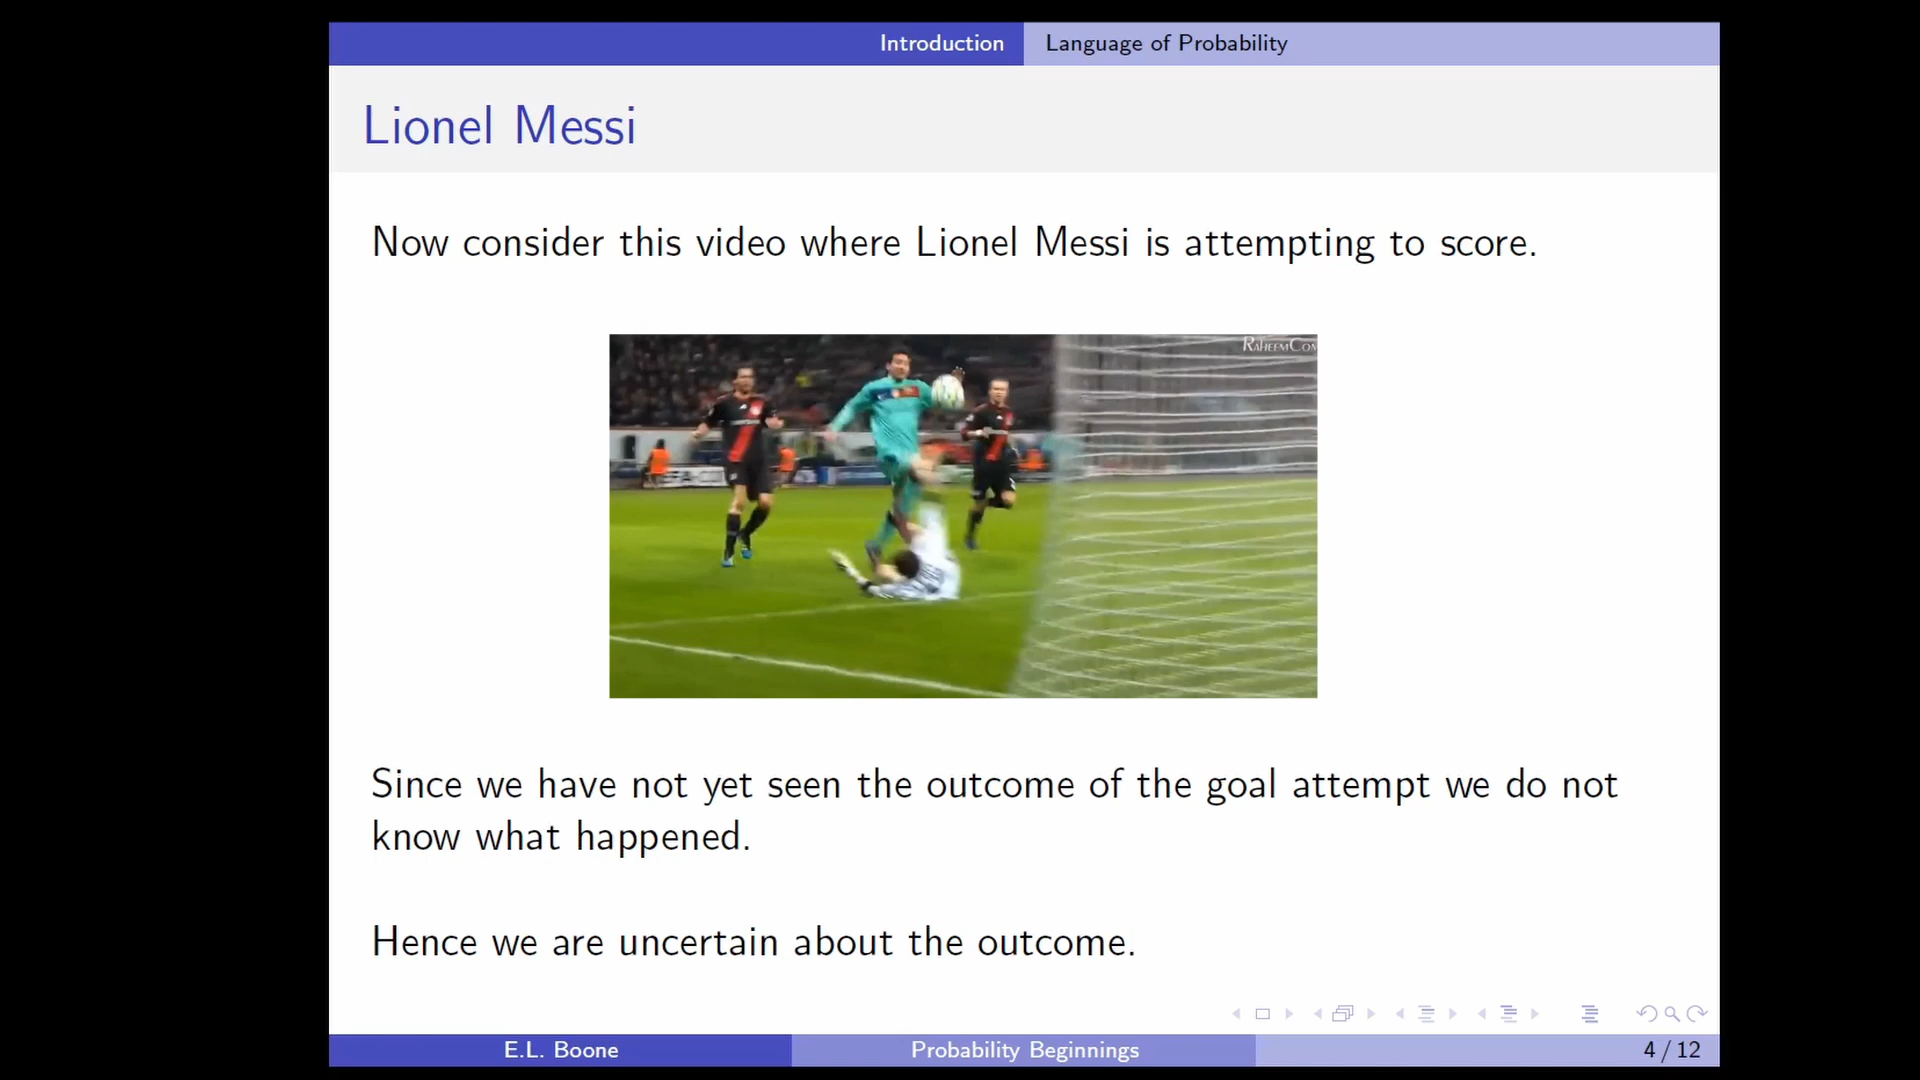 Introduction
Language of Probability
Lionel Messi
Now consider this video where Lionel Messi is attempting to score.
RAHEEMCOM
Since we have not yet seen the outcome of the goal attempt we do not
know what happened.
Hence we are uncertain about the outcome.
E.L. Boone
Probability Beginnings
4 / 12